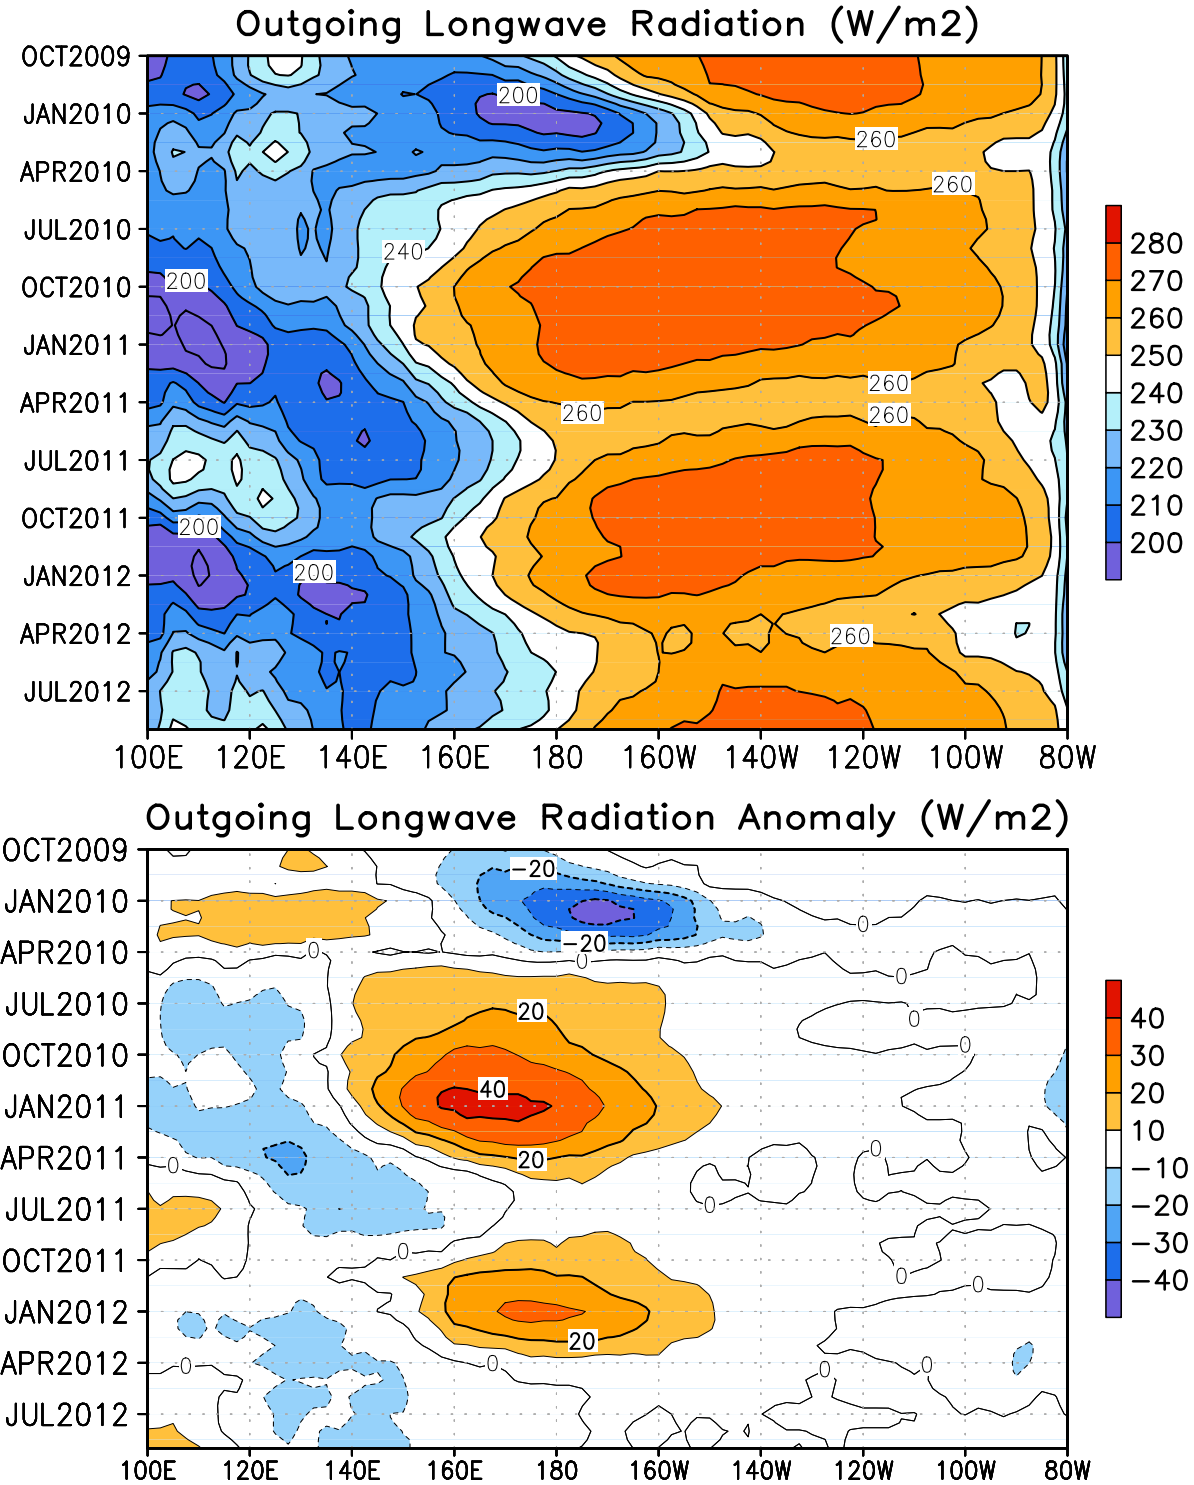 Outgoing Longwave Radiation (W/m2)
OCT2009
JAN2010
APR2010
JUL2010
OCT2010
JAN2011
APR2011
JUL2011
OCT2011
JAN2012
APR2012
JUL2012
200
260
260
240
200
260
260
260
200
200
260
100E 120E 140E 160E 180 160W 140W 120W 100W 80W
280
270
260
250
240
230
220
210
200
Outgoing Longwave Radiation Anomaly (W/m2)
OCT2009
JAN2010
APR2010
JUL2010
OCT2010
JAN2011
APR2011
JUL2011
OCT2011
JAN2012
APR2012
JUL2012
−20
0
−20
0
0
0
20
0
0
40
0
20
0
0
0
0
0
20
0
0
0
0
100E 120E 140E 160E 180 160W 140W 120W 100W 80W
40
30
20
10
−10
−20
−30
−40